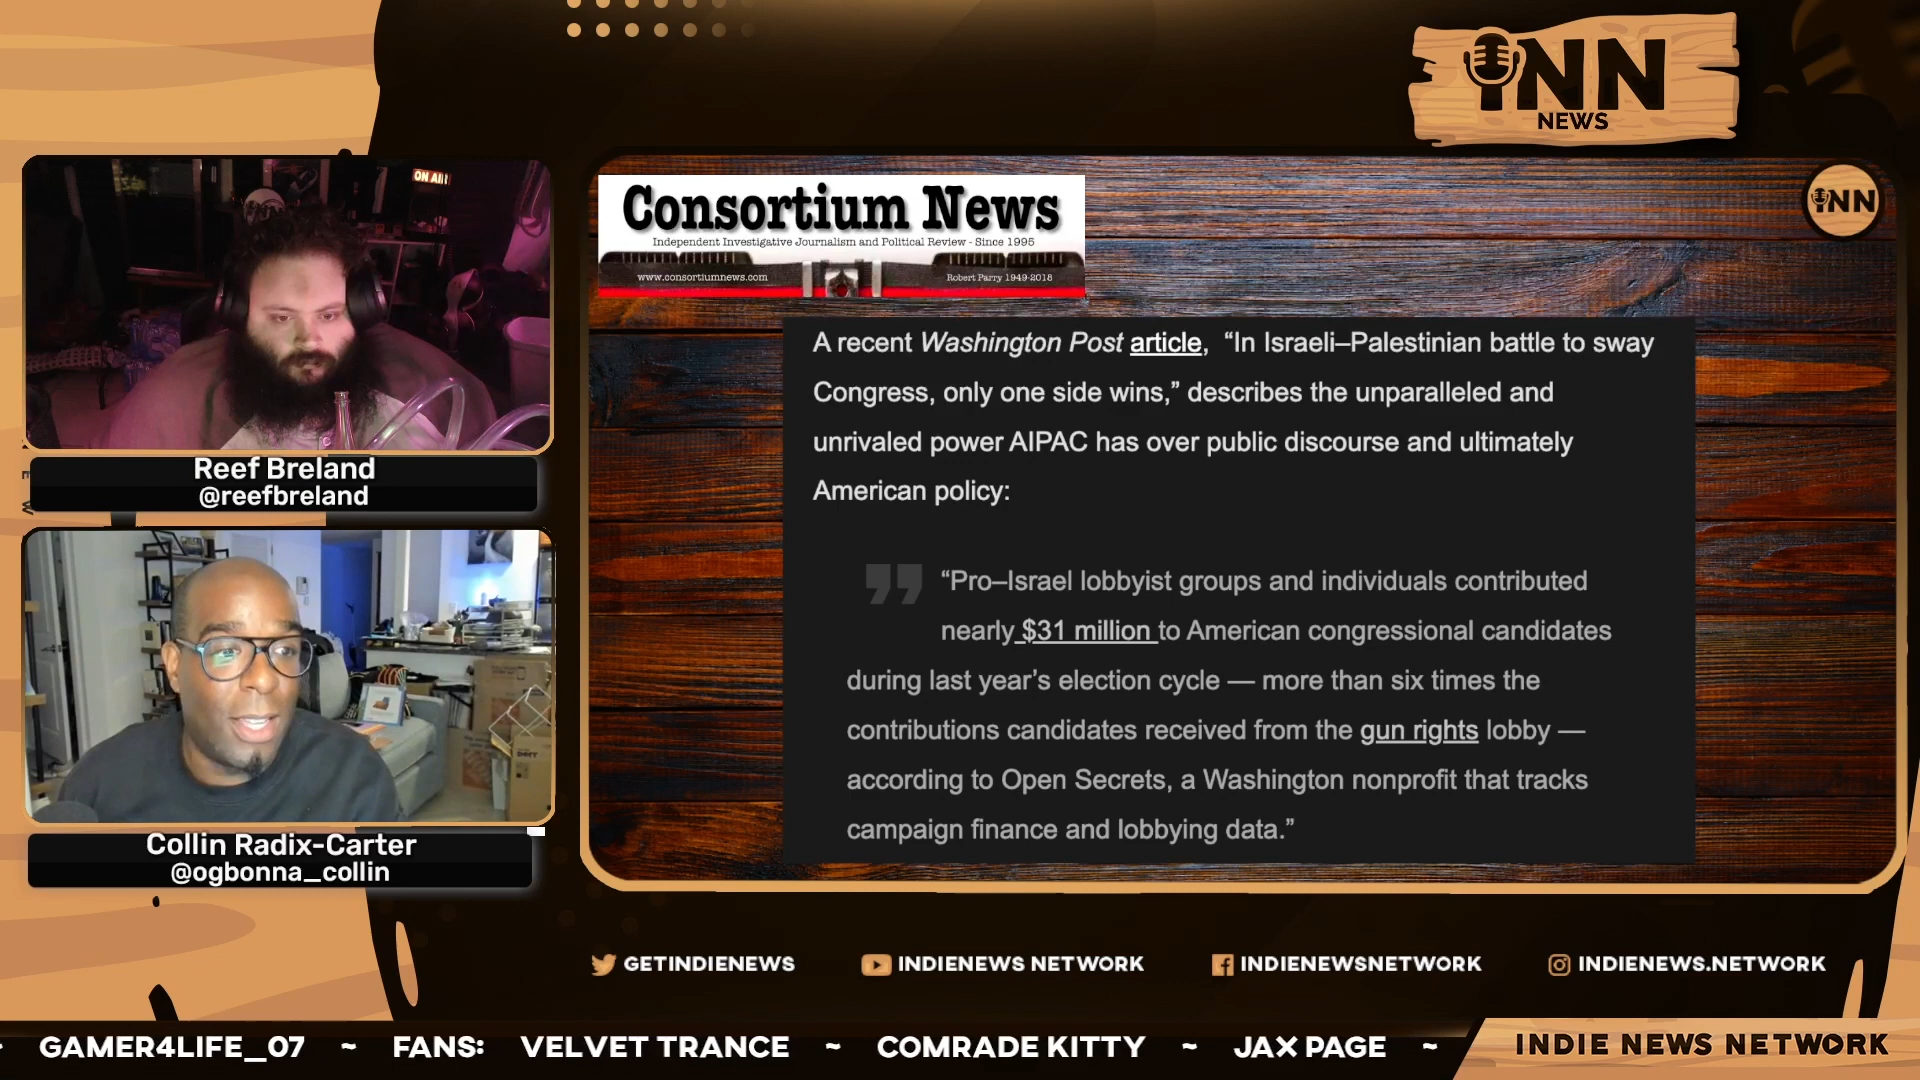 iNN
NEWS
ON AIR
Reef Breland
@reefbreland
Collin Radix-Carter
@ogbonna_collin
Consortium News
Independent Investigative Journalism and Political Review - Since 1995
www.consortiumnews.com
Robert Parry 1949-2018
iNN
A recent Washington Post article, “In Israeli–Palestinian battle to sway
Congress, only one side wins,” describes the unparalleled and
unrivaled power AIPAC has over public discourse and ultimately
American policy:
“Pro–Israel lobbyist groups and individuals contributed
nearly $31 million to American congressional candidates
during last year’s election cycle — more than six times the
contributions candidates received from the gun rights lobby —
according to Open Secrets, a Washington nonprofit that tracks
campaign finance and lobbying data.”
GETINDIENEWS
INDIENEWS NETWORK
INDIENEWSNETWORK
INDIENEWS.NETWORK
GAMER4LIFE_07 ~ FANS: VELVET TRANCE ~ COMRADE KITTY ~ JAX PAGE ~
INDIE NEWS NETWORK